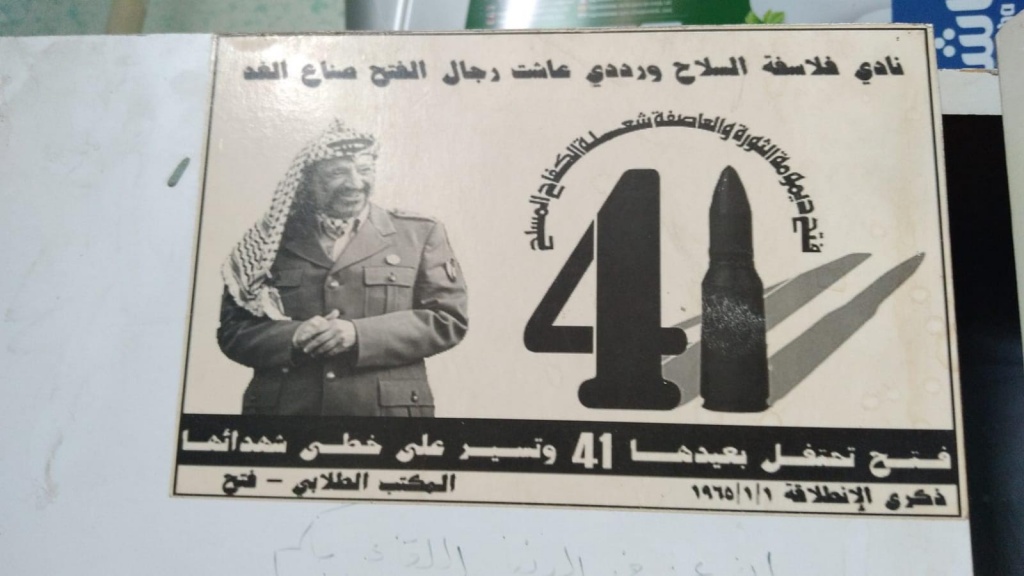 نادي فلاسفة السلاح ورددي عاشت رجال الفتح صناع الغد
فتح ديمومة الثورة والعاصفة شعلة الكفاح المسلح
41
فتح تحتفل بعيدها 41 وتسير على خطى شهدائها
ذكرى الإنطلاقة ١٩٦٥/١/١ المكتب الطلابي - فتح